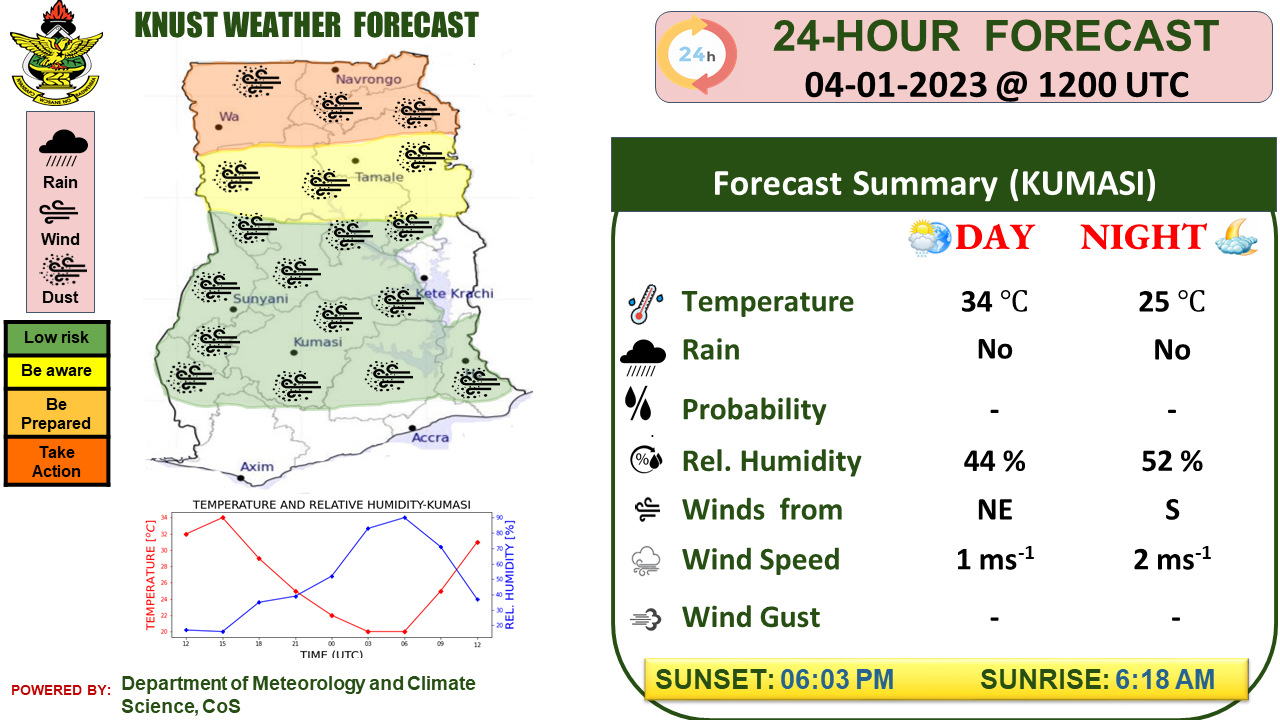 KNUST WEATHER FORECAST
Rain
Wind
Dust
Low risk
Be aware
Be
Prepared
Take
Action
Navrongo
Wa
Tamale
Kete Krachi
Sunyani
Kumasi
Accra
Axim
TEMPERATURE AND RELATIVE HUMIDITY-KUMASI
TEMPERATURE [°C]
34
32
30
28
26
24
22
20
REL. HUMIDITY [%]
90
80
70
60
50
40
30
20
12 15 18 21 00 03 06 09 12
TIME (UTC)
POWERED BY: Department of Meteorology and Climate
Science, CoS
24h
24-HOUR FORECAST
04-01-2023 @ 1200 UTC
Forecast Summary (KUMASI)
DAY NIGHT
Temperature 34 °C 25 °C
Rain No No
Probability - -
% Rel. Humidity 44 % 52 %
Winds from NE S
Wind Speed 1 ms-1 2 ms-1
Wind Gust - -
SUNSET: 06:03 PM SUNRISE: 6:18 AM